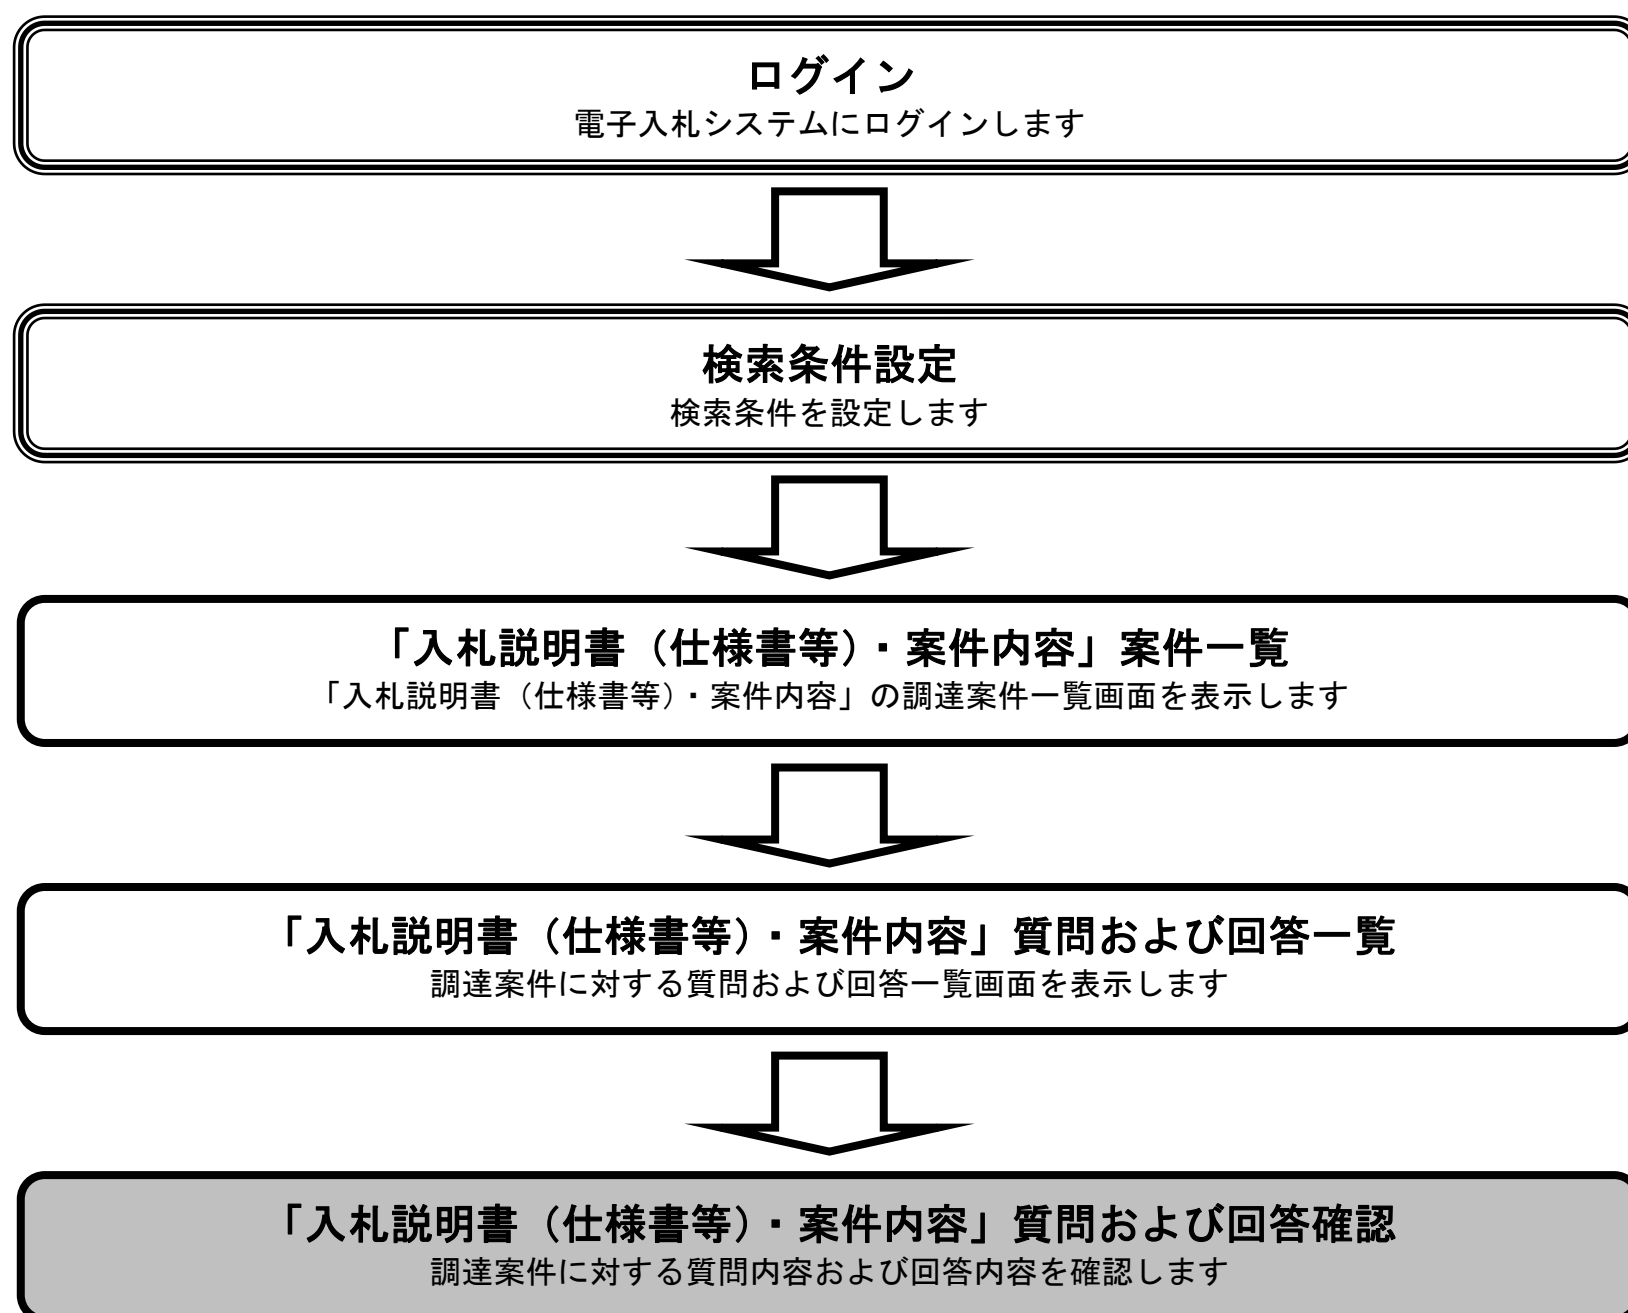 ログイン
電子入札システムにログインします
検索条件設定
検索条件を設定します
「入札説明書（仕様書等）・案件内容」案件一覧
「入札説明書（仕様書等）・案件内容」の調達案件一覧画面を表示します
「入札説明書（仕様書等）・案件内容」質問および回答一覧
調達案件に対する質問および回答一覧画面を表示します
「入札説明書（仕様書等）・案件内容」質問および回答確認
調達案件に対する質問内容および回答内容を確認します